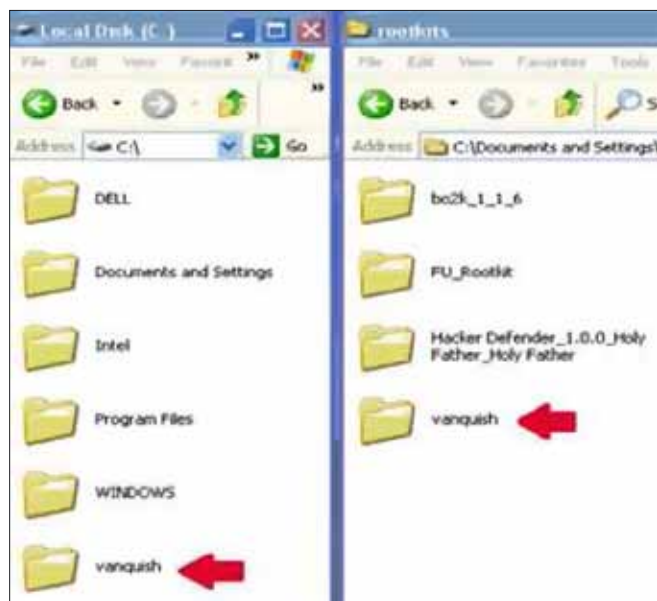 Local Disk (C:)
File Edit View Favorit »
Back
»
Address C:\ Go
DELL
Documents and Settings
Intel
Program Files
WINDOWS
vanquish
rootkits
File Edit View Favorites Tools
Back S
Address C:\Documents and Settings\
bo2k_1_1_6
FU_Rootkit
Hacker Defender_1.0.0_Holy
Father_Holy Father
vanquish